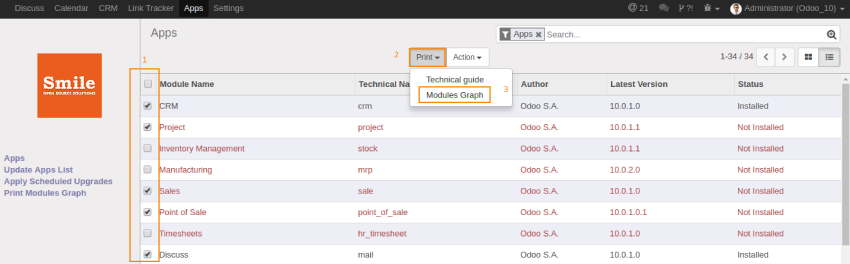 Discuss Calendar CRM Link Tracker Apps Settings @ 21 ?! Administrator (Odoo_10)
Apps
Apps × Search...
2 Print Action 1-34 / 34
1
Smile
OPEN SOURCE SOLUTIONS
Technical guide
Modules Graph 3
Module Name Technical Na Author Latest Version Status
CRM crm Odoo S.A. 10.0.1.0 Installed
Project project Odoo S.A. 10.0.1.1 Not Installed
Inventory Management stock Odoo S.A. 10.0.1.1 Not Installed
Manufacturing mrp Odoo S.A. 10.0.2.0 Not Installed
Sales sale Odoo S.A. 10.0.1.0 Not Installed
Point of Sale point_of_sale Odoo S.A. 10.0.1.0.1 Not Installed
Timesheets hr_timesheet Odoo S.A. 10.0.1.0 Not Installed
Discuss mail Odoo S.A. 10.0.1.0 Installed
Apps
Update Apps List
Apply Scheduled Upgrades
Print Modules Graph